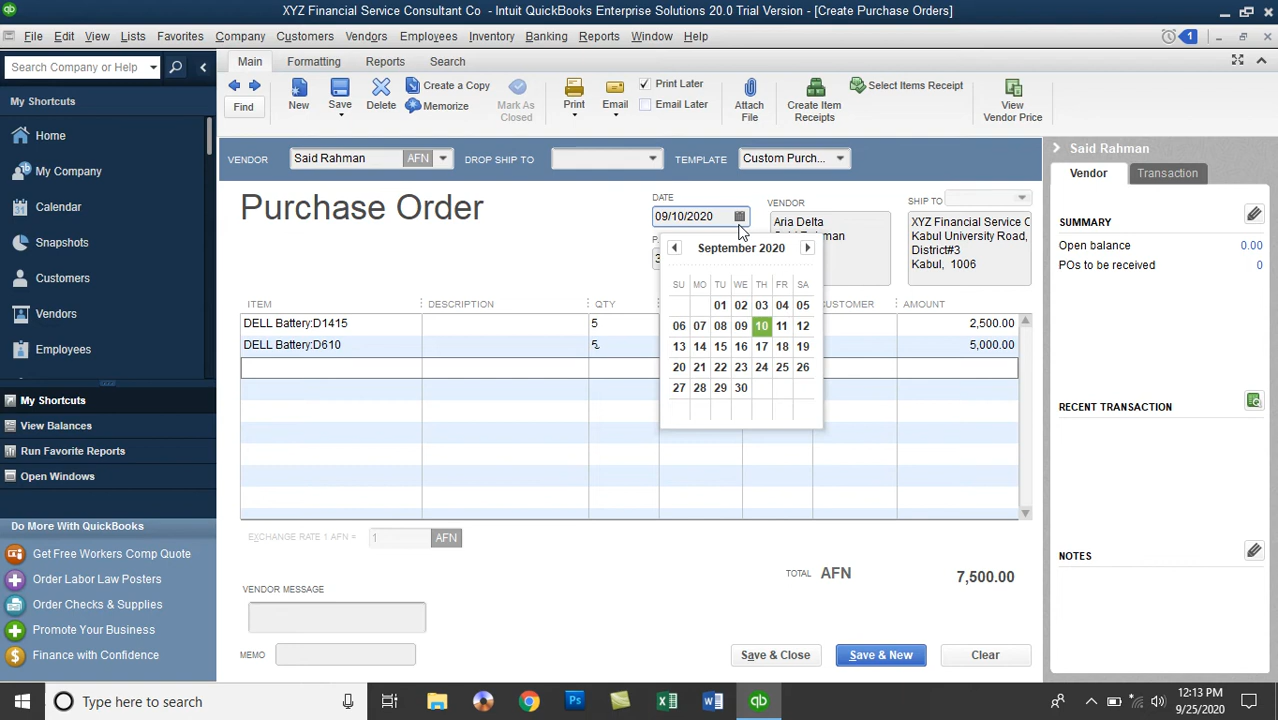 XYZ Financial Service Consultant Co - Intuit QuickBooks Enterprise Solutions 20.0 Trial Version - [Create Purchase Orders]
File Edit View Lists Favorites Company Customers Vendors Employees Inventory Banking Reports Window Help
1
Search Company or Help
My Shortcuts
Home
My Company
Calendar
Snapshots
Customers
Vendors
Employees
My Shortcuts
View Balances
Run Favorite Reports
Open Windows
Do More With QuickBooks
Get Free Workers Comp Quote
Order Labor Law Posters
Order Checks & Supplies
Promote Your Business
Finance with Confidence
Main Formatting Reports Search
Find
New
Save
Delete
Create a Copy
Memorize
Mark As
Closed
Print
Email
Print Later
Email Later
Attach
File
Create Item
Receipts
Select Items Receipt
View
Vendor Price
VENDOR Said Rahman AFN DROP SHIP TO TEMPLATE Custom Purch...
Purchase Order
DATE
09/10/2020
VENDOR
Aria Delta
SHIP TO
XYZ Financial Service C
Kabul University Road,
District#3
Kabul, 1006
September 2020
SU MO TU WE TH FR SA
01 02 03 04 05
06 07 08 09 10 11 12
13 14 15 16 17 18 19
20 21 22 23 24 25 26
27 28 29 30
ITEM DESCRIPTION QTY CUSTOMER AMOUNT
DELL Battery:D1415 5 2,500.00
DELL Battery:D610 5 5,000.00
EXCHANGE RATE 1 AFN = 1 AFN
TOTAL AFN 7,500.00
VENDOR MESSAGE
MEMO
Save & Close Save & New Clear
Said Rahman
Vendor Transaction
SUMMARY
Open balance 0.00
POs to be received 0
RECENT TRANSACTION
NOTES
Type here to search
Ps
qb
12:13 PM
9/25/2020